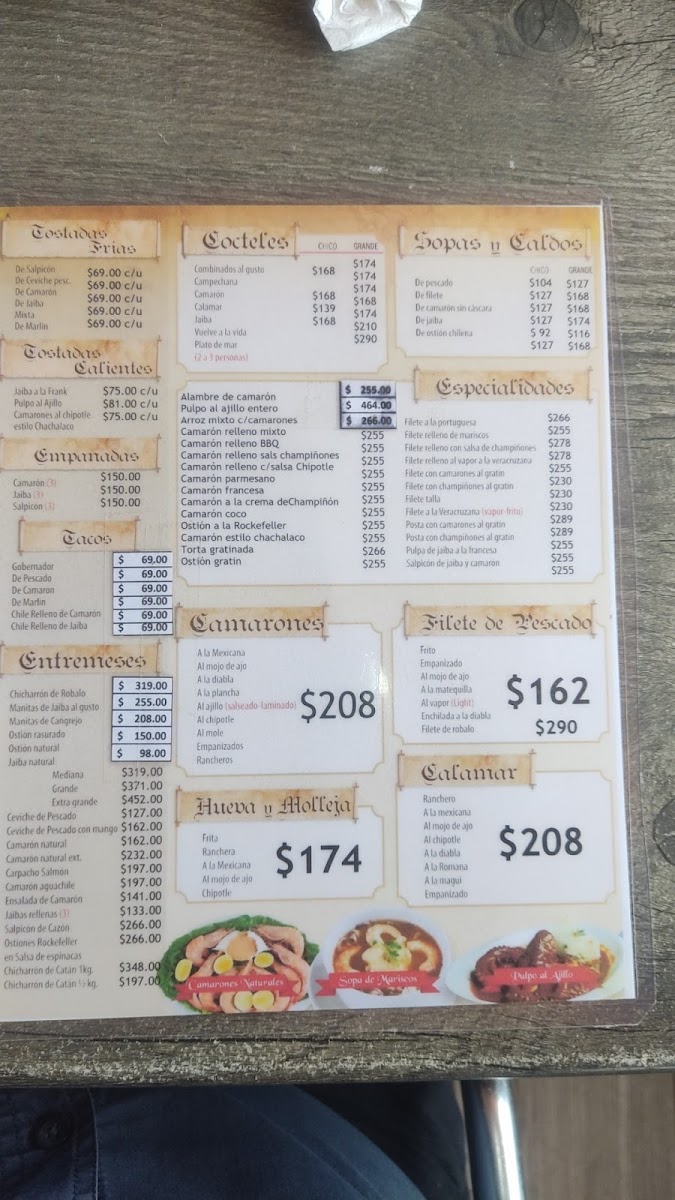 Tostadas
Frias
De Salpicón $69.00 c/u
De Ceviche pesc. $69.00 c/u
De Camarón $69.00 c/u
De Jaiba $69.00 c/u
Mixta $69.00 c/u
De Marlin
Tostadas
Calientes
Jaiba a la Frank $75.00 c/u
Pulpo al Ajillo $81.00 c/u
Camarones al chipotle $75.00 c/u
estilo Chachalaco
Empanadas
Camarón (3) $150.00
Jaiba (3) $150.00
Salpicón (3) $150.00
Tacos
Gobernador $ 69.00
De Pescado $ 69.00
De Camaron $ 69.00
De Marlin $ 69.00
Chile Relleno de Camarón $ 69.00
Chile Relleno de Jaiba $ 69.00
Entremeses
Chicharrón de Robalo $ 319.00
Manitas de Jaiba al gusto $ 255.00
Manitas de Cangrejo $ 208.00
Ostión rasurado $ 150.00
Ostión natural $ 98.00
Jaiba natural
Mediana $319.00
Grande $371.00
Extra grande $452.00
Ceviche de Pescado $127.00
Ceviche de Pescado con mango $162.00
Camarón natural $162.00
Camarón natural ext. $232.00
Carpacho Salmón $197.00
Camarón aguachile $197.00
Ensalada de Camarón $141.00
Jaibas rellenas (3) $133.00
Salpicon de Cazón $266.00
Ostiones Rockefeller $266.00
en Salsa de espinacas
Chicharrón de Catán 1kg. $348.00
Chicharrón de Catán ½ kg. $197.00
Cocteles CHICO GRANDE
Combinados al gusto $168 $174
Campechana $174
Camarón $168 $174
Calamar $139 $168
Jaiba $168 $174
Vuelve a la vida $210
Plato de mar $290
(2 a 3 personas)
Sopas y Caldos
CHICO GRANDE
De pescado $104 $127
De filete $127 $168
De camarón sin cáscara $127 $168
De jaiba $127 $174
De ostión chilena $ 92 $116
$127 $168
Alambre de camarón $ 255.00
Pulpo al ajillo entero $ 464.00
Arroz mixto c/camarones $ 266.00
Camarón relleno mixto $255
Camarón relleno BBQ $255
Camarón relleno sals champiñones $255
Camarón relleno c/salsa Chipotle $255
Camarón parmesano $255
Camarón francesa $255
Camarón a la crema deChampiñón $255
Camarón coco $255
Ostión a la Rockefeller $255
Camarón estilo chachalaco $255
Torta gratinada $266
Ostión gratin $255
Especialidades
Filete a la portuguesa $266
Filete relleno de mariscos $255
Filete relleno con salsa de champiñones $278
Filete relleno al vapor a la veracruzana $278
Filete con camarones al gratin $255
Filete con champiñones al gratin $230
Filete talla $230
Filete a la Veracruzana (vapor-frito) $230
Posta con camarones al gratin $289
Posta con champiñones al gratin $289
Pulpa de jaiba a la francesa $255
Salpicón de jaiba y camaron $255
$255
Camarones
A la Mexicana
Al mojo de ajo
A la diabla
A la plancha
Al ajillo (salseado-laminado) $208
Al chipotle
Al mole
Empanizados
Rancheros
Filete de Pescado
Frito
Empanizado
Al mojo de ajo
A la matequilla $162
Al vapor (Light)
Enchilada a la diabla
Filete de robalo $290
Hueva y Molleja
Frita
Ranchera
A la Mexicana $174
Al mojo de ajo
Chipotle
Calamar
Ranchero
A la mexicana
Al mojo de ajo
Al chipotle $208
A la diabla
A la Romana
A la magui
Empanizado
Camarones Naturales
Sopa de Mariscos
Pulpo al Ajillo